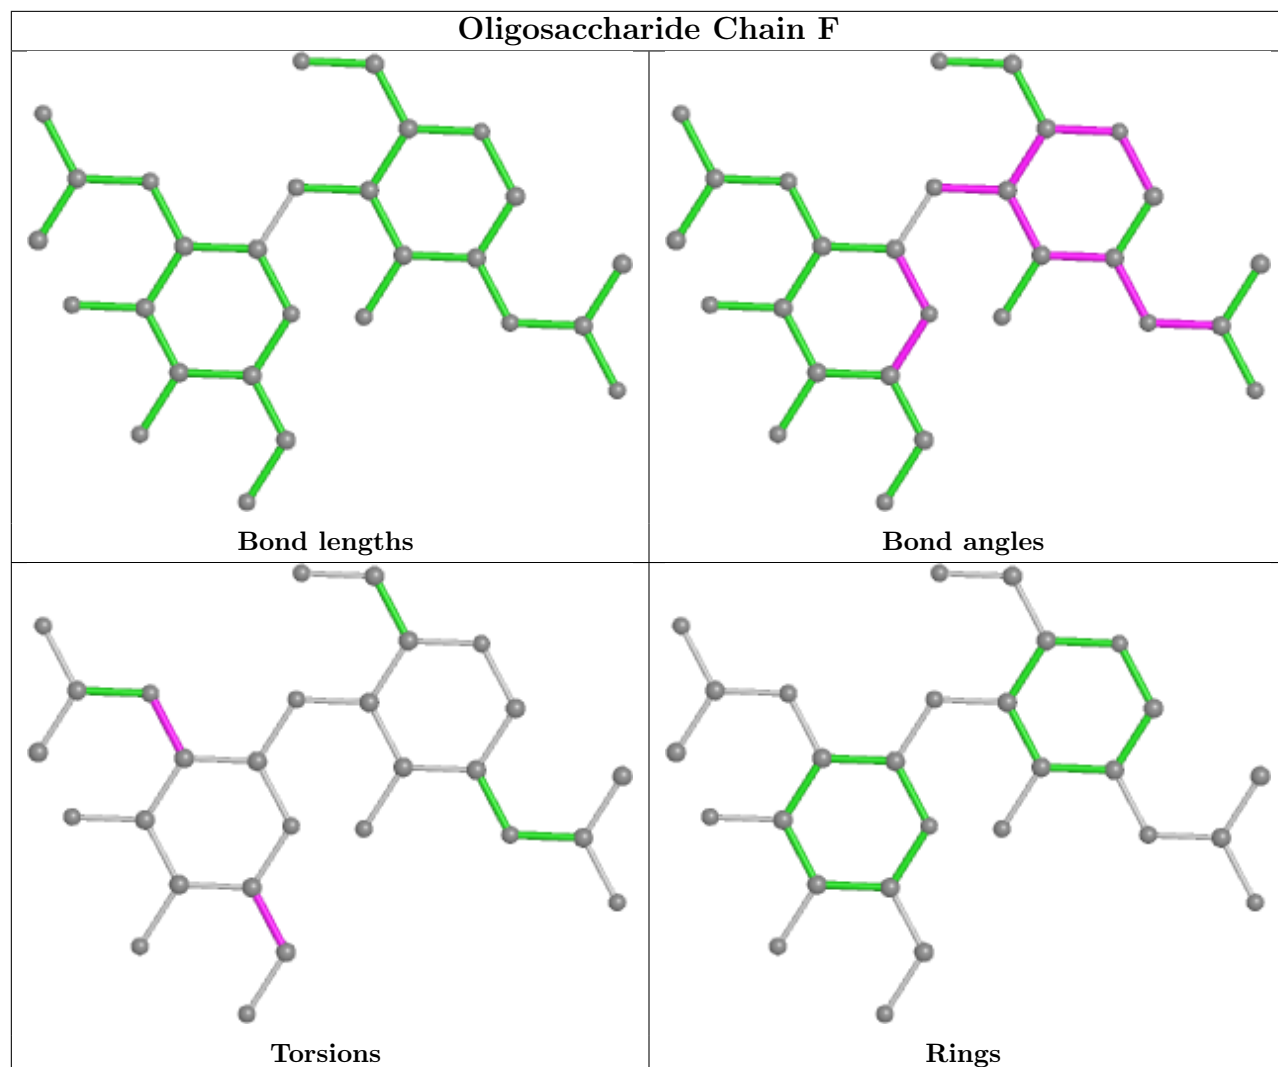 Oligosaccharide Chain F
Bond lengths
Bond angles
Torsions
Rings